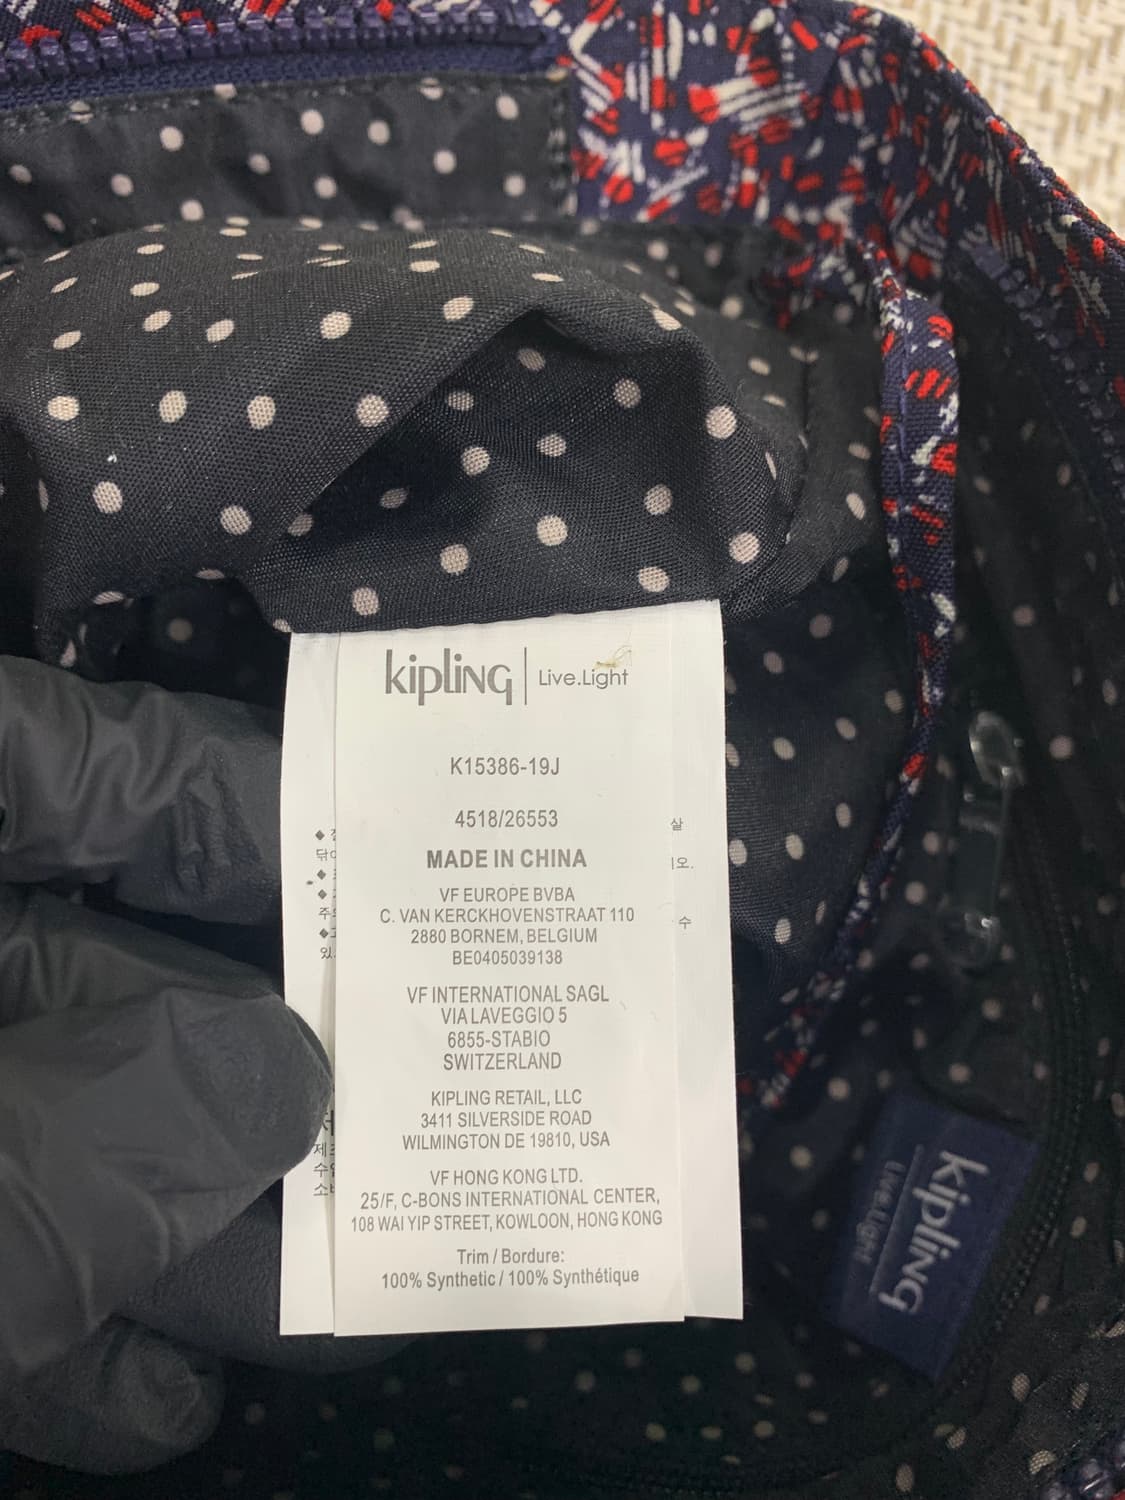 kipling | Live.Light
K15386-19J
4518/26553
MADE IN CHINA
VF EUROPE BVBA
C. VAN KERCKHOVENSTRAAT 110
2880 BORNEM, BELGIUM
BE0405039138
VF INTERNATIONAL SAGL
VIA LAVEGGIO 5
6855-STABIO
SWITZERLAND
KIPLING RETAIL, LLC
3411 SILVERSIDE ROAD
WILMINGTON DE 19810, USA
VF HONG KONG LTD.
25/F, C-BONS INTERNATIONAL CENTER,
108 WAI YIP STREET, KOWLOON, HONG KONG
Trim / Bordure:
100% Synthetic / 100% Synthétique
살
오.
수
kipling
Live.Light